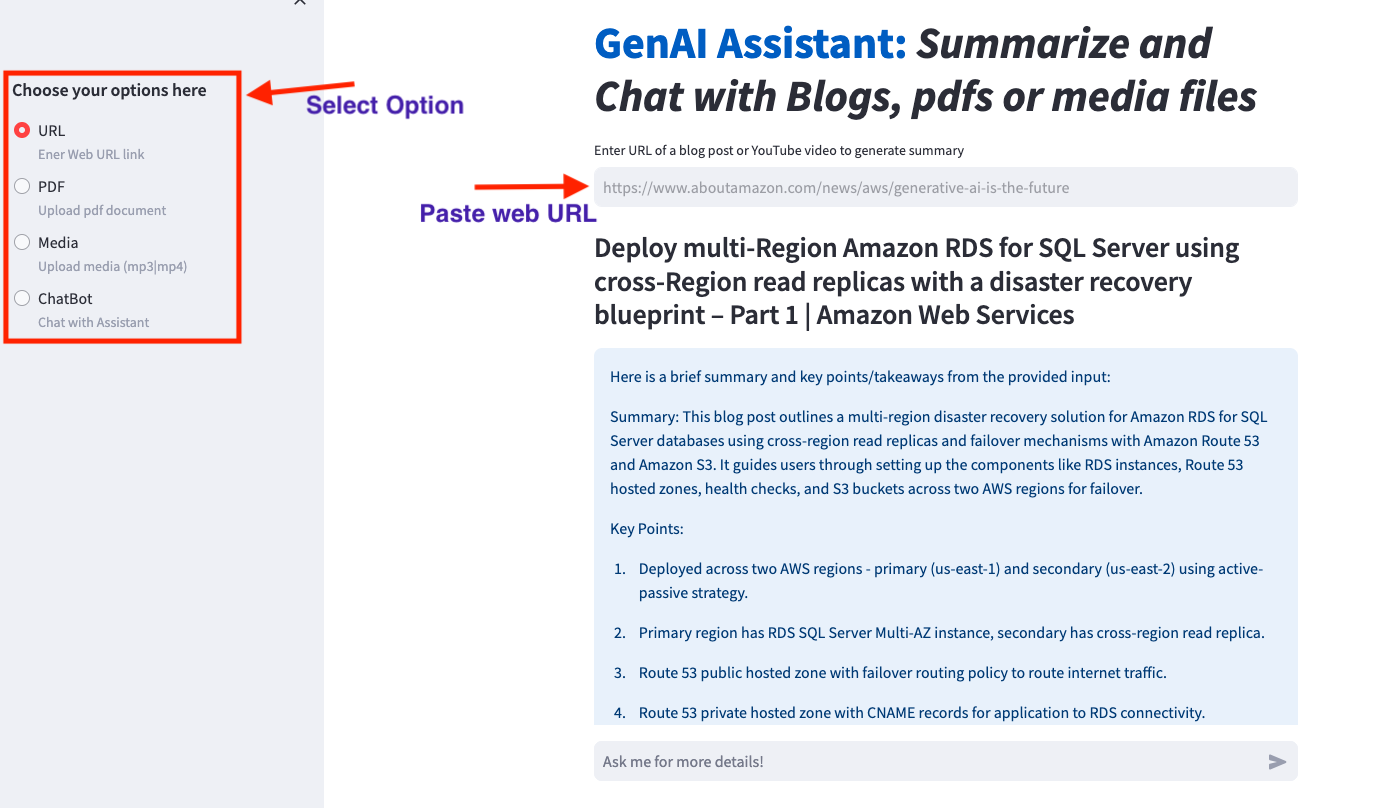 Choose your options here
Select Option
URL
Ener Web URL link
PDF
Upload pdf document
Media
Upload media (mp3|mp4)
ChatBot
Chat with Assistant
GenAI Assistant: Summarize and
Chat with Blogs, pdfs or media files
Enter URL of a blog post or YouTube video to generate summary
https://www.aboutamazon.com/news/aws/generative-ai-is-the-future
Paste web URL
Deploy multi-Region Amazon RDS for SQL Server using
cross-Region read replicas with a disaster recovery
blueprint – Part 1 | Amazon Web Services
Here is a brief summary and key points/takeaways from the provided input:
Summary: This blog post outlines a multi-region disaster recovery solution for Amazon RDS for SQL
Server databases using cross-region read replicas and failover mechanisms with Amazon Route 53
and Amazon S3. It guides users through setting up the components like RDS instances, Route 53
hosted zones, health checks, and S3 buckets across two AWS regions for failover.
Key Points:
1. Deployed across two AWS regions - primary (us-east-1) and secondary (us-east-2) using active-
passive strategy.
2. Primary region has RDS SQL Server Multi-AZ instance, secondary has cross-region read replica.
3. Route 53 public hosted zone with failover routing policy to route internet traffic.
4. Route 53 private hosted zone with CNAME records for application to RDS connectivity.
Ask me for more details!